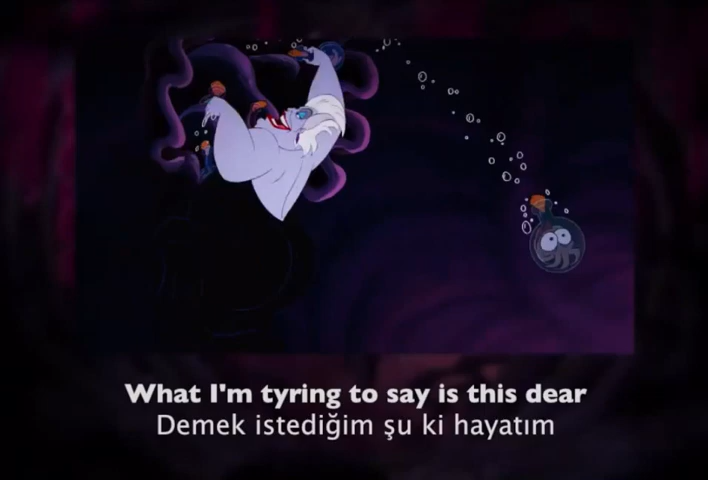 What I'm tyring to say is this dear
Demek istediğim şu ki hayatım